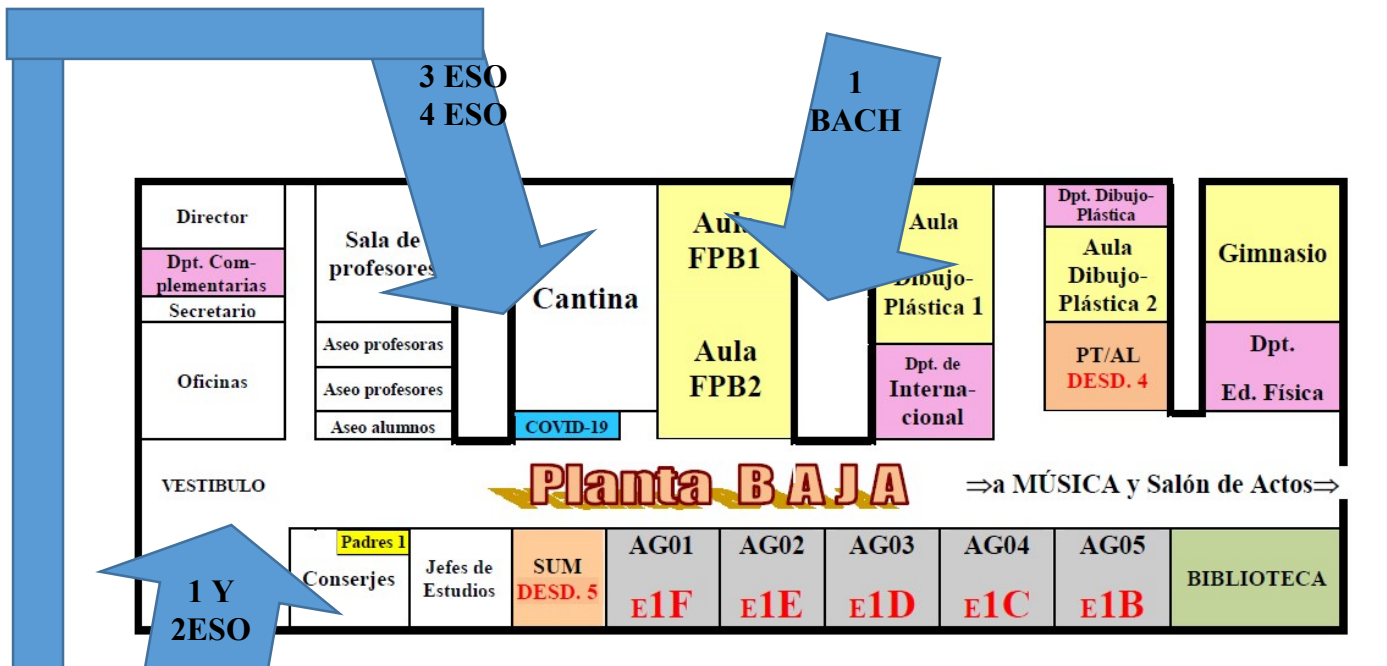 3 ESO
4 ESO
1
BACH
Director
Dpt. Com-
plementarias
Secretario
Oficinas
Sala de
profesores
Aseo profesoras
Aseo profesores
Aseo alumnos
Cantina
COVID-19
Aula
FPB1
Aula
FPB2
Aula
Dibujo-
Plástica 1
Dpt. de
Interna-
cional
Dpt. Dibujo-
Plástica
Aula
Dibujo-
Plástica 2
PT/AL
DESD. 4
Gimnasio
Dpt.
Ed. Física
VESTIBULO
Planta BAJA
⇒a MÚSICA y Salón de Actos⇒
1 Y
2ESO
Padres 1
Conserjes
Jefes de
Estudios
SUM
DESD. 5
AG01
E1F
AG02
E1E
AG03
E1D
AG04
E1C
AG05
E1B
BIBLIOTECA